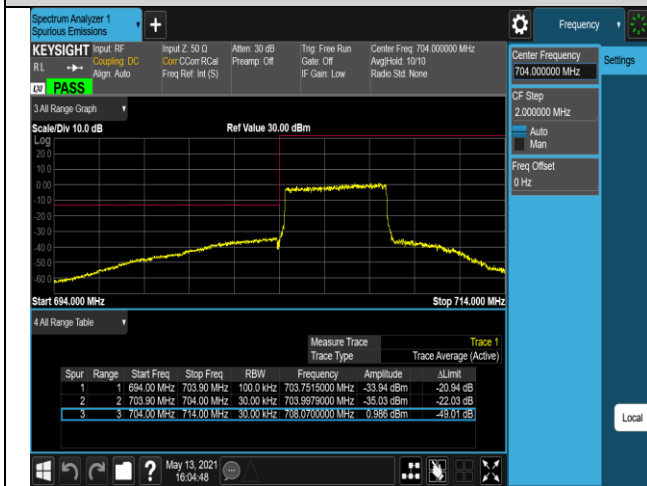 Spectrum Analyzer 1
Spurious Emissions
Frequency
KEYSIGHT Input: RF Input Z: 50 Ω Atten: 30 dB Trig: Free Run Center Freq: 704.000000 MHz
RL Coupling: DC Corr CCorr RCal Preamp: Off Gate: Off Avg|Hold: 10/10
Align: Auto Freq Ref: Int (S) IF Gain: Low Radio Std: None
LXI PASS
Center Frequency
704.000000 MHz
Settings
CF Step
2.000000 MHz
Auto
Man
Freq Offset
0 Hz
3 All Range Graph
Scale/Div 10.0 dB Ref Value 30.00 dBm
Log
20.0
10.0
0.00
-10.0
-20.0
-30.0
-40.0
-50.0
-60.0
Start 694.000 MHz Stop 714.000 MHz
4 All Range Table
Measure Trace Trace 1
Trace Type Trace Average (Active)
Spur Range Start Freq Stop Freq RBW Frequency Amplitude ΔLimit
1 1 694.00 MHz 703.90 MHz 100.0 kHz 703.7515000 MHz -33.94 dBm -20.94 dB
2 2 703.90 MHz 704.00 MHz 30.00 kHz 703.9979000 MHz -35.03 dBm -22.03 dB
3 3 704.00 MHz 714.00 MHz 30.00 kHz 708.0700000 MHz 0.986 dBm -49.01 dB
Local
May 13, 2021
16:04:48